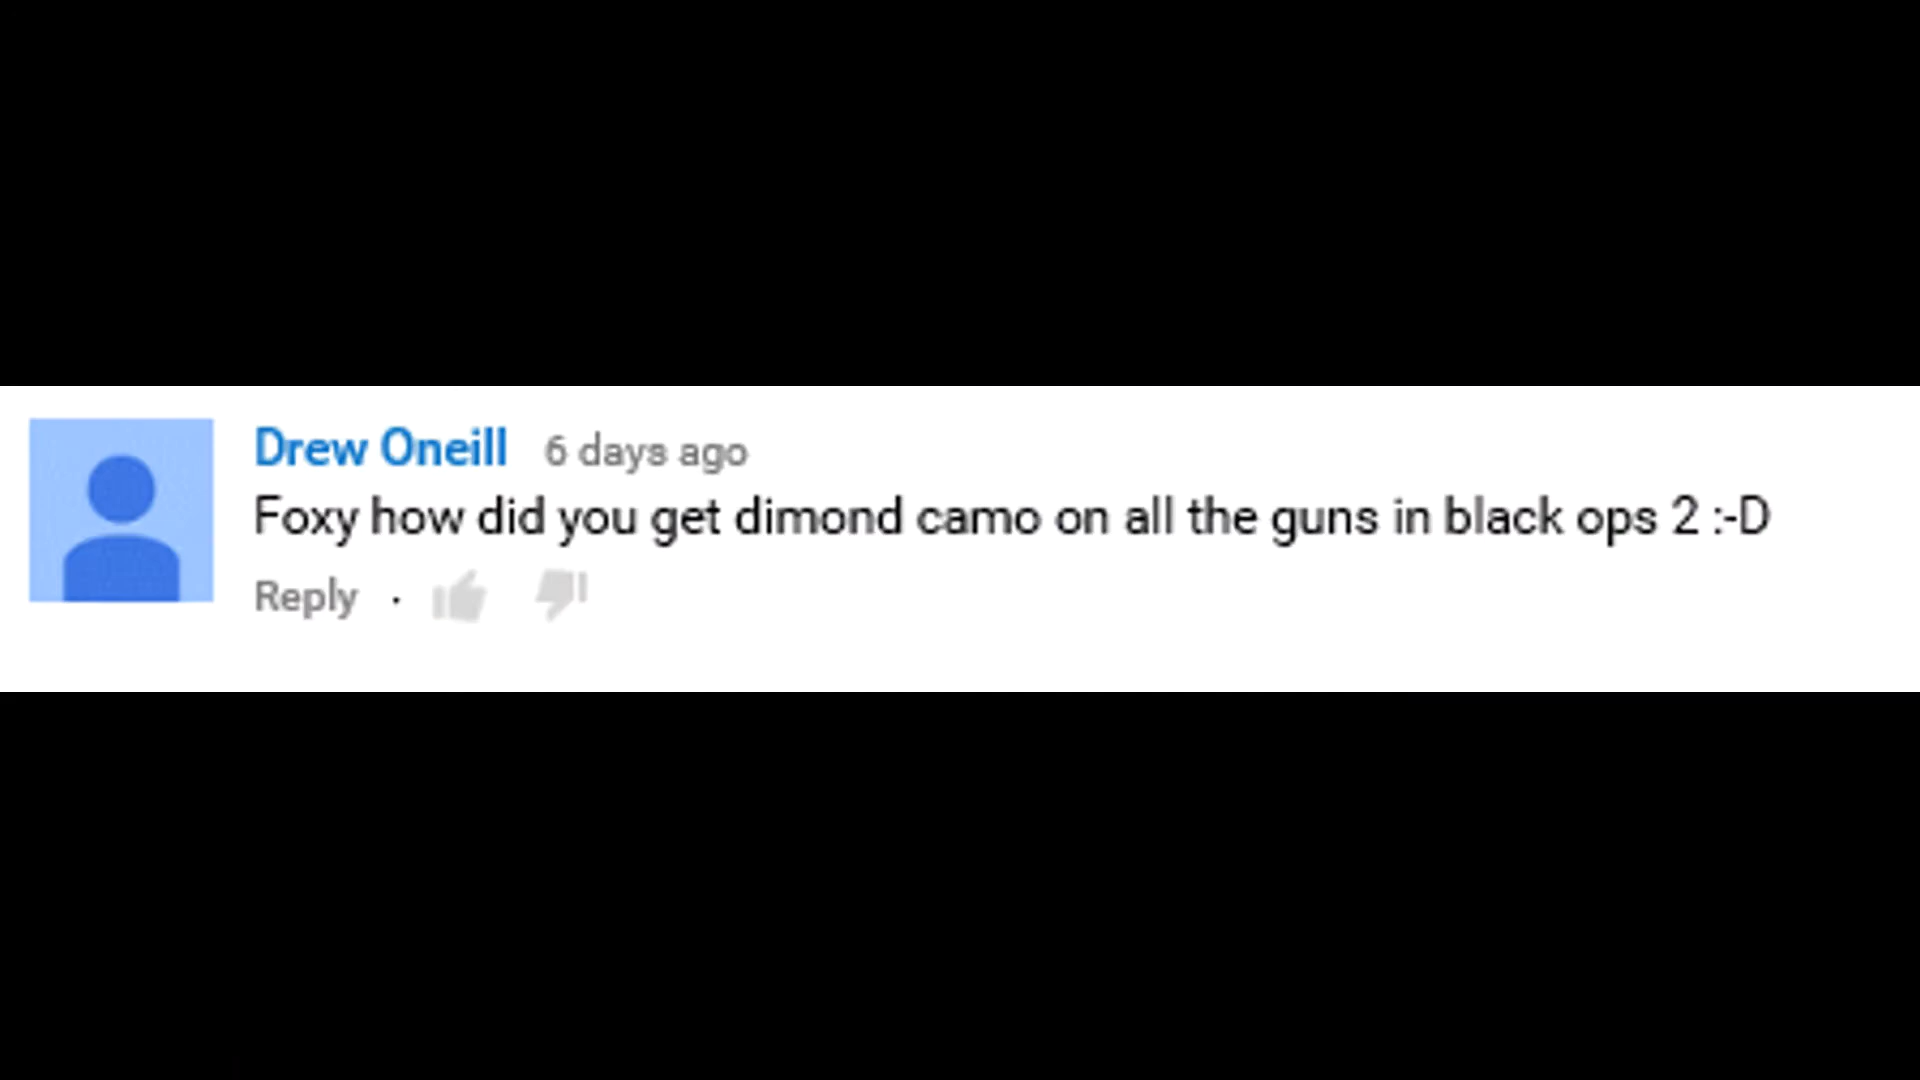 Drew Oneill 6 days ago
Foxy how did you get dimond camo on all the guns in black ops 2 :-D
Reply ·